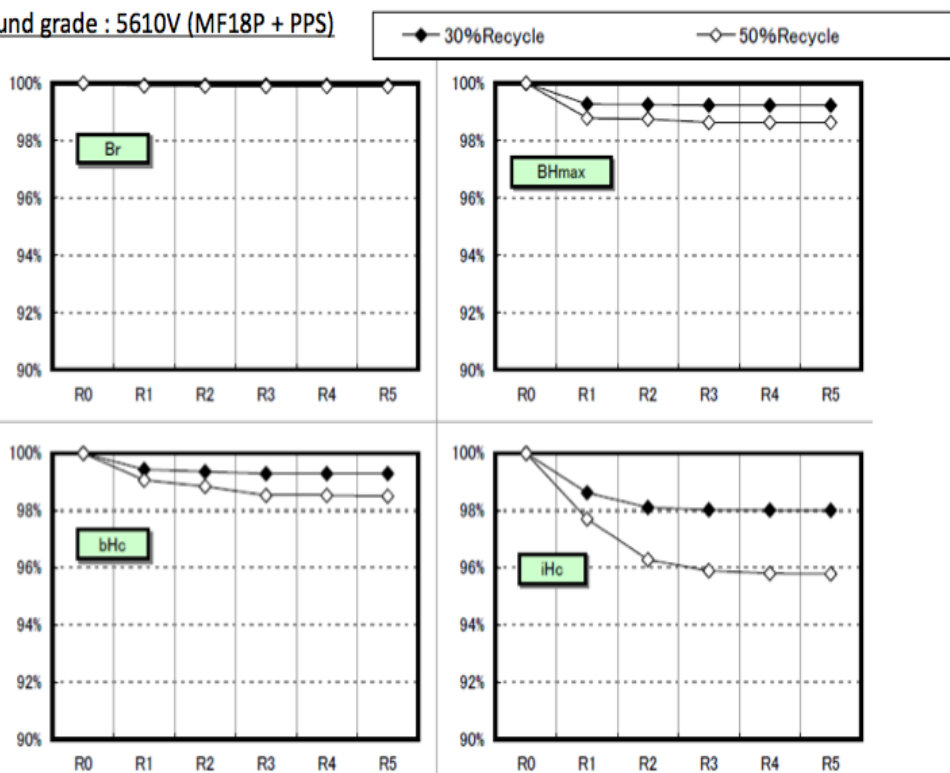 und grade : 5610V (MF18P + PPS)
30%Recycle 50%Recycle
100%
98%
96%
94%
92%
90%
Br
R0 R1 R2 R3 R4 R5
100%
98%
96%
94%
92%
90%
BHmax
R0 R1 R2 R3 R4 R5
100%
98%
96%
94%
92%
90%
bHc
R0 R1 R2 R3 R4 R5
100%
98%
96%
94%
92%
90%
iHc
R0 R1 R2 R3 R4 R5